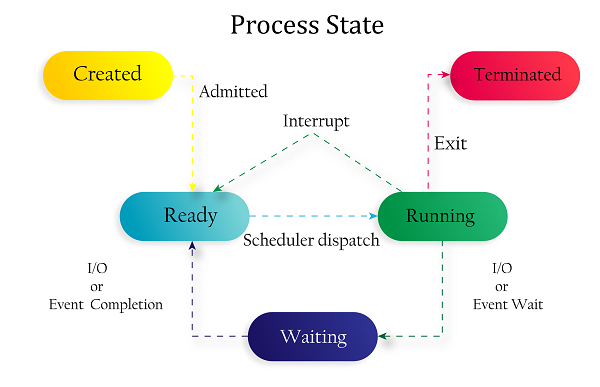 Process State
Created
Terminated
Admitted
Interrupt
Exit
Ready
Running
Scheduler dispatch
I/O
or
Event Completion
I/O
or
Event Wait
Waiting